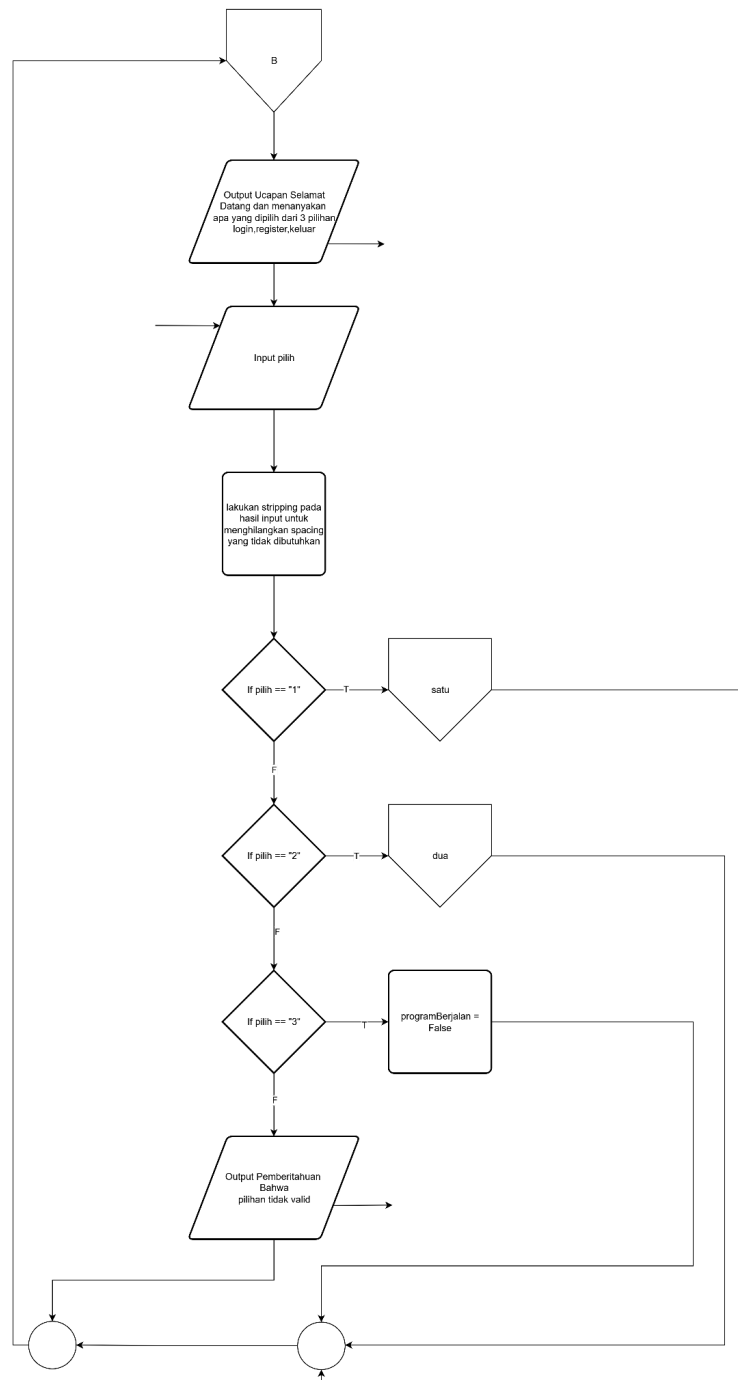 B
Output Ucapan Selamat
Datang dan menanyakan
apa yang dipilih dari 3 pilihan
login,register,keluar
Input pilih
lakukan stripping pada
hasil input untuk
menghilangkan spacing
yang tidak dibutuhkan
If pilih == "1"
T
satu
F
If pilih == "2"
T
dua
F
If pilih == "3"
T
programBerjalan =
False
F
Output Pemberitahuan
Bahwa
pilihan tidak valid